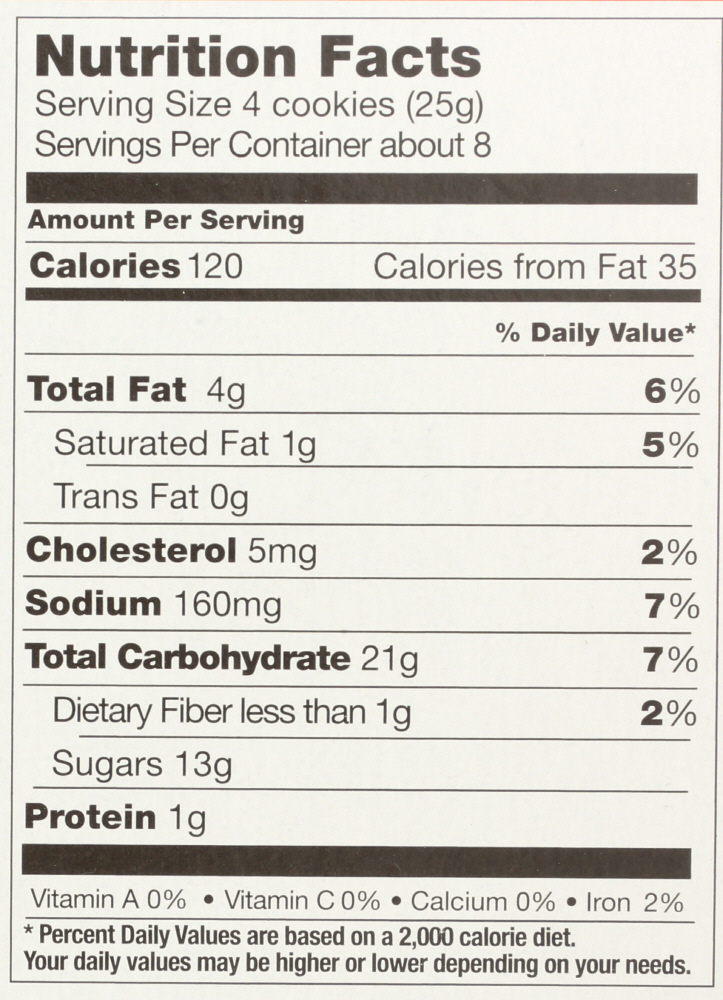 Nutrition Facts
Serving Size 4 cookies (25g)
Servings Per Container about 8
Amount Per Serving
Calories 120 Calories from Fat 35
% Daily Value*
Total Fat 4g 6%
Saturated Fat 1g 5%
Trans Fat 0g
Cholesterol 5mg 2%
Sodium 160mg 7%
Total Carbohydrate 21g 7%
Dietary Fiber less than 1g 2%
Sugars 13g
Protein 1g
Vitamin A 0% • Vitamin C 0% • Calcium 0% • Iron 2%
* Percent Daily Values are based on a 2,000 calorie diet.
Your daily values may be higher or lower depending on your needs.